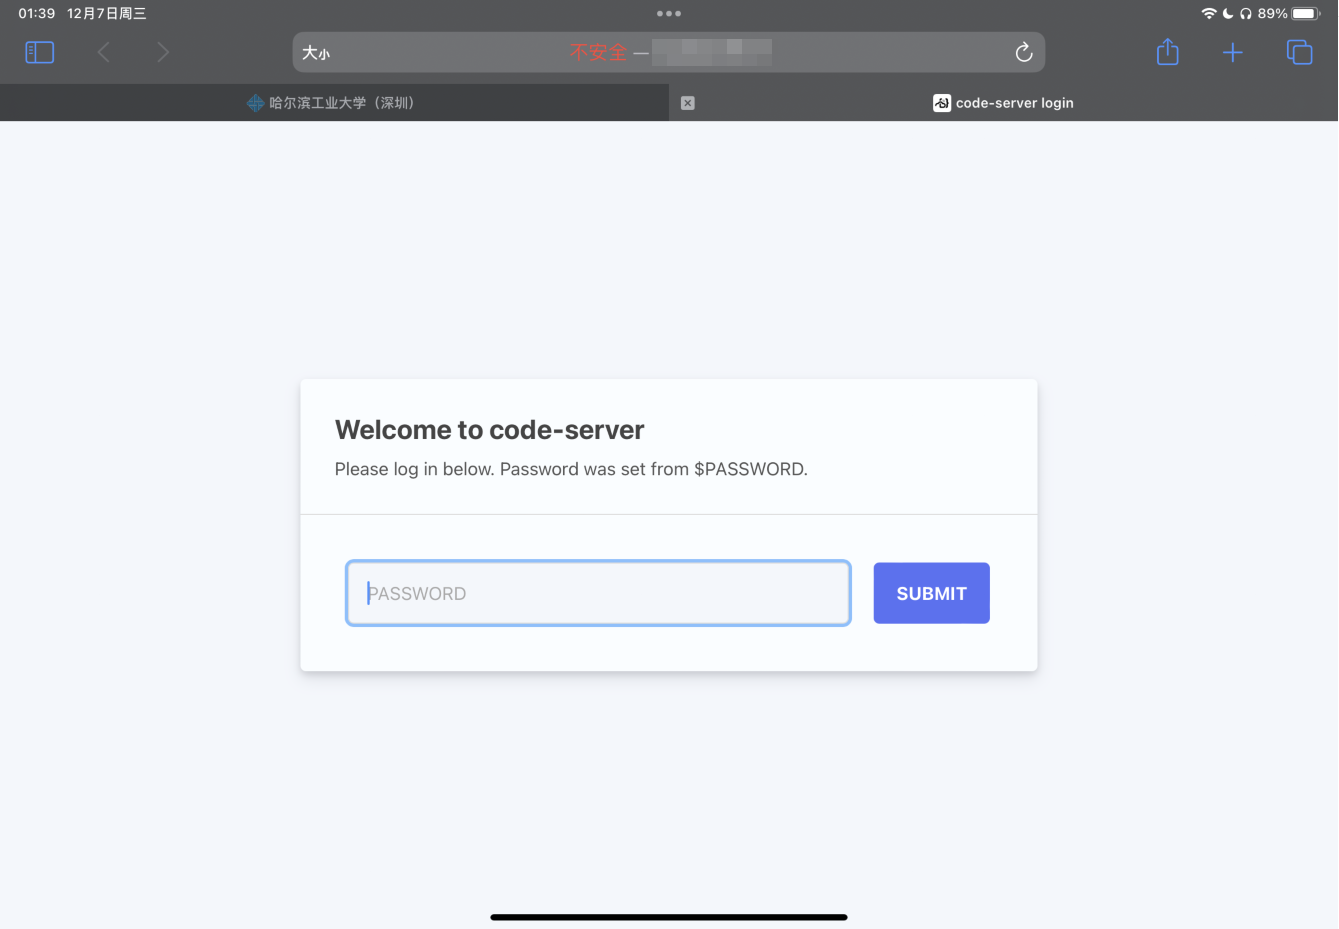 01:39 12月7日周三
89%
大小
不安全 —
哈尔滨工业大学（深圳）
code-server login
Welcome to code-server
Please log in below. Password was set from $PASSWORD.
PASSWORD
SUBMIT